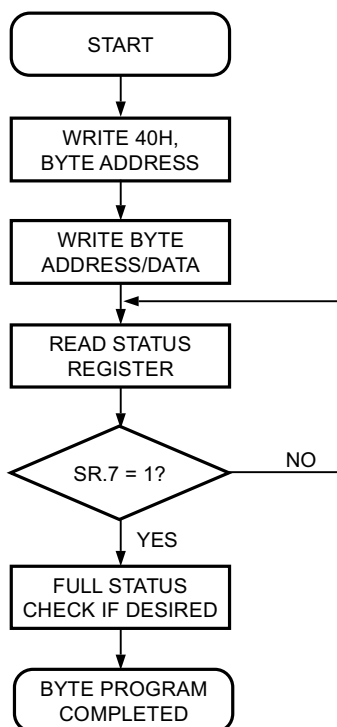 START
WRITE 40H,
BYTE ADDRESS
WRITE BYTE
ADDRESS/DATA
READ STATUS
REGISTER
SR.7 = 1?
NO
YES
FULL STATUS
CHECK IF DESIRED
BYTE PROGRAM
COMPLETED